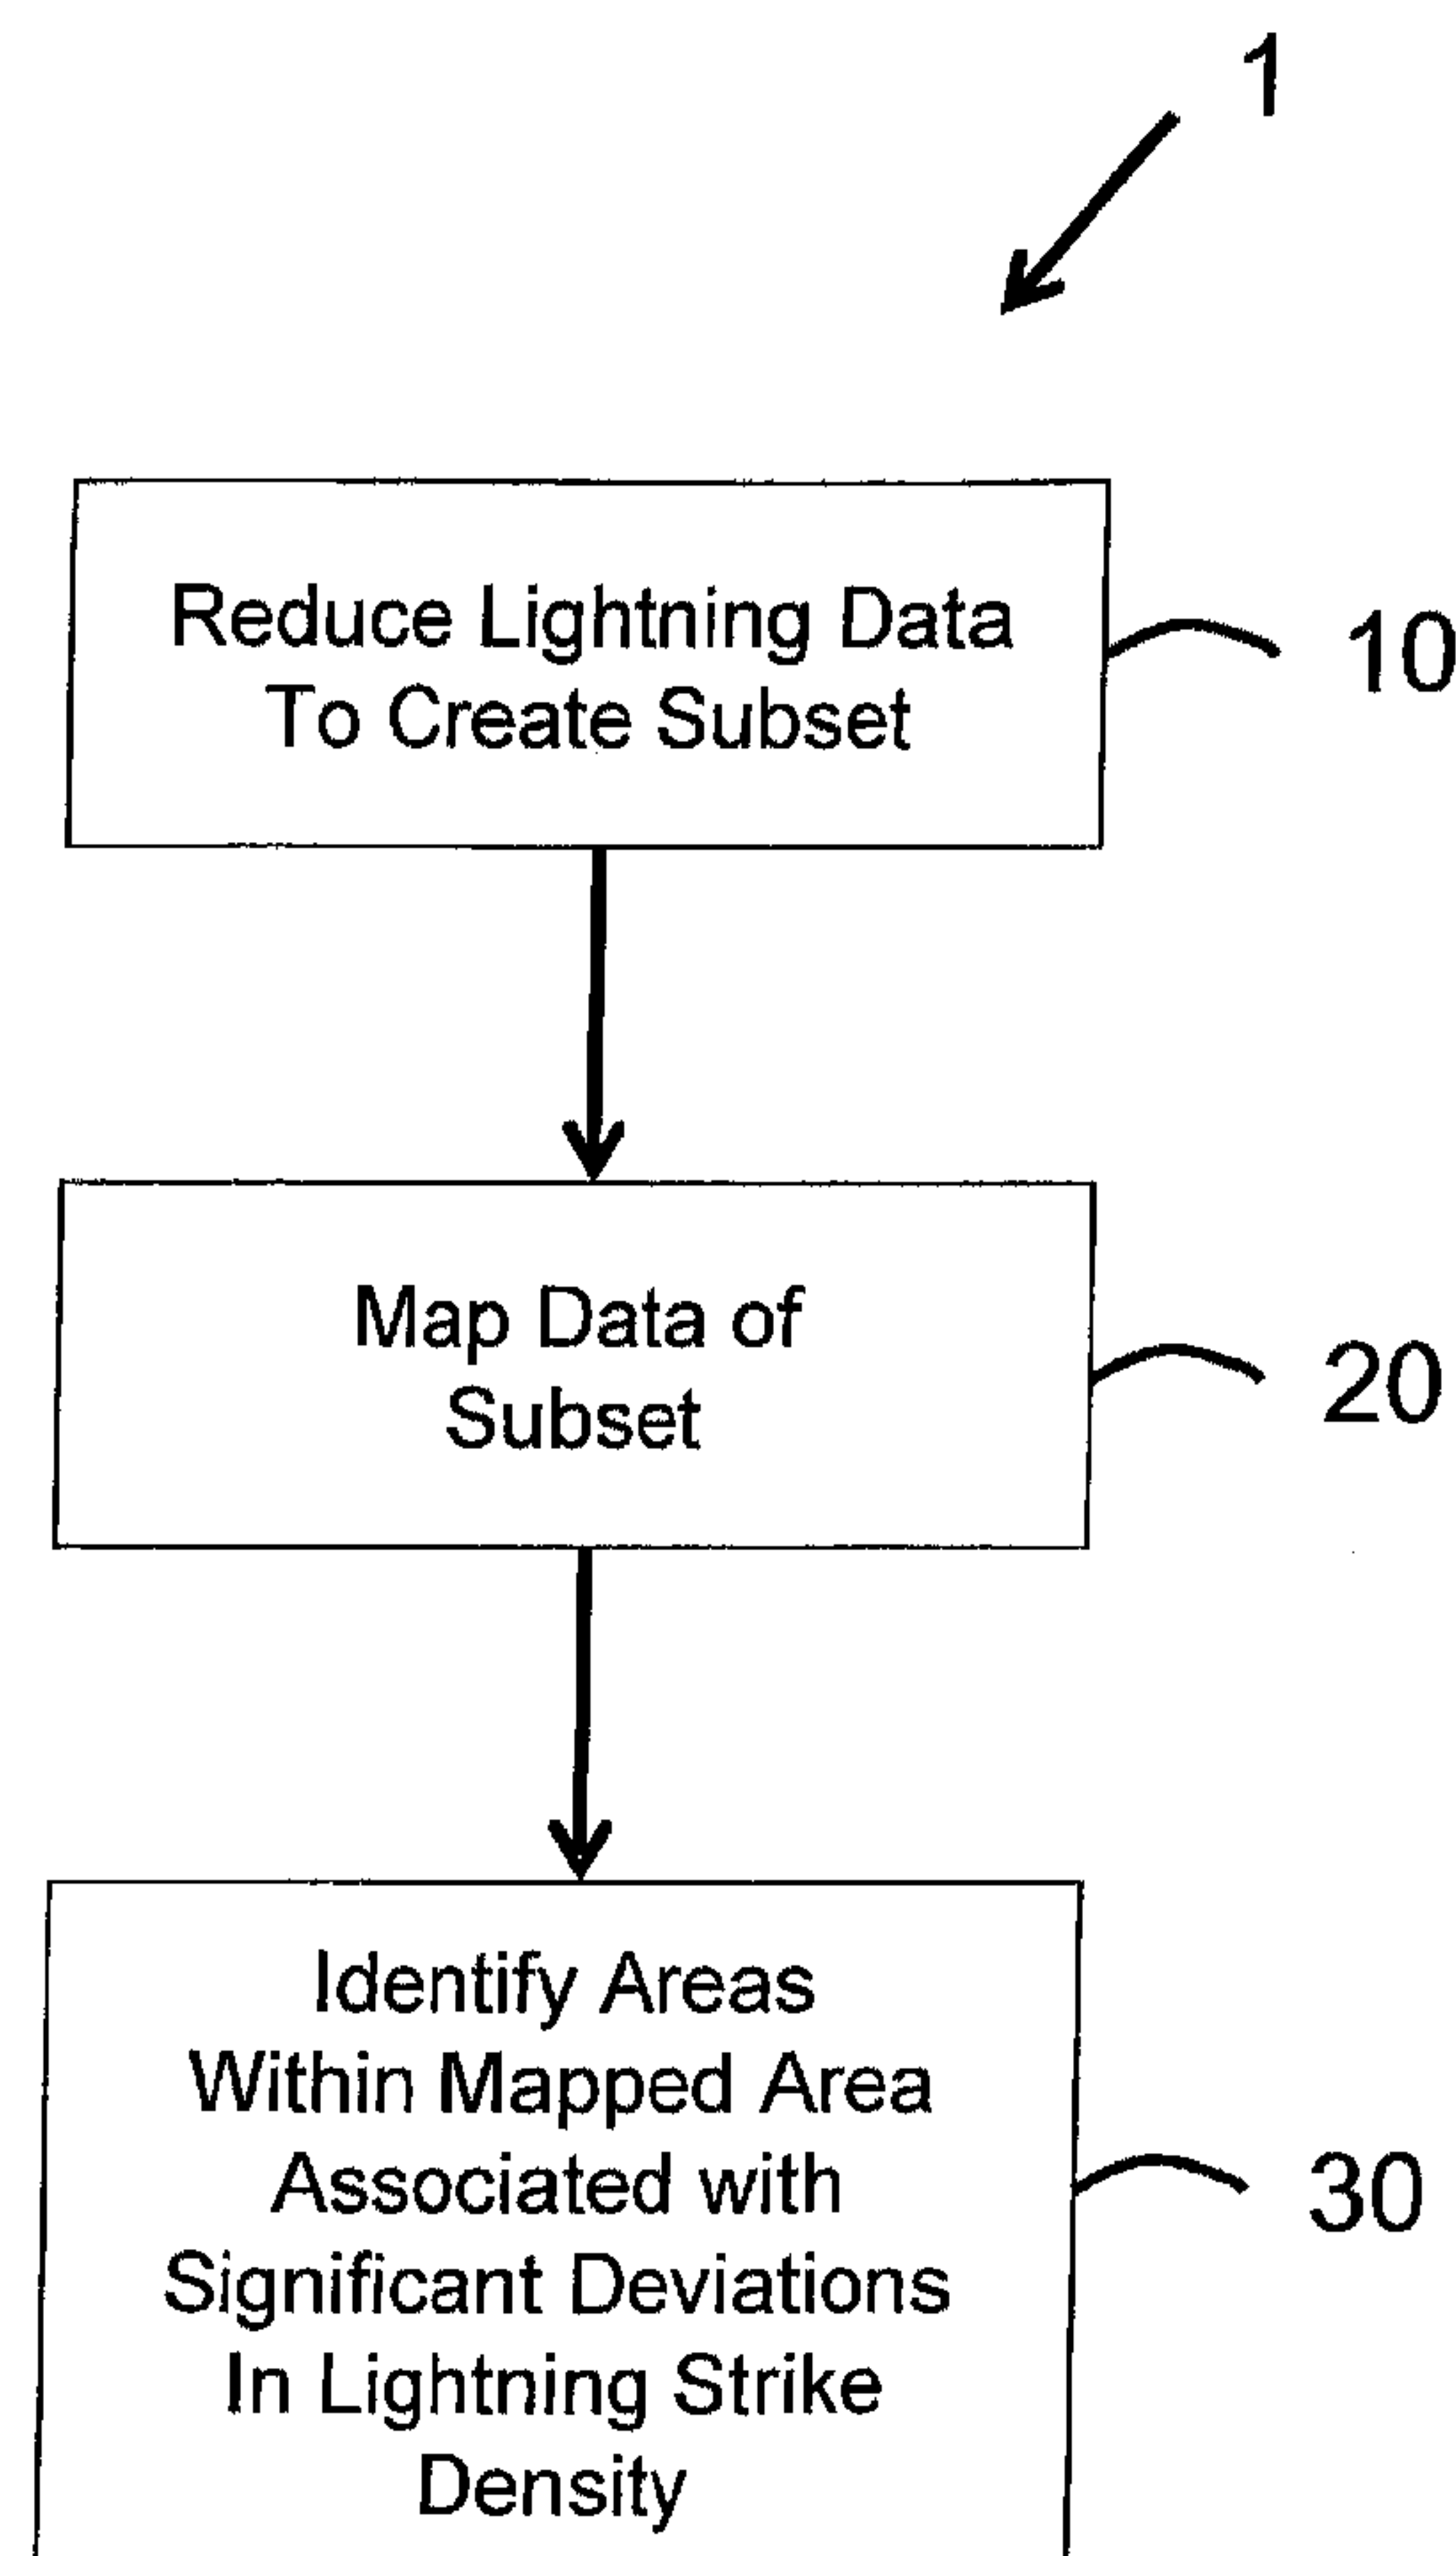 1
Reduce Lightning Data
To Create Subset
10
Map Data of
Subset
20
Identify Areas
Within Mapped Area
Associated with
Significant Deviations
In Lightning Strike
Density
30